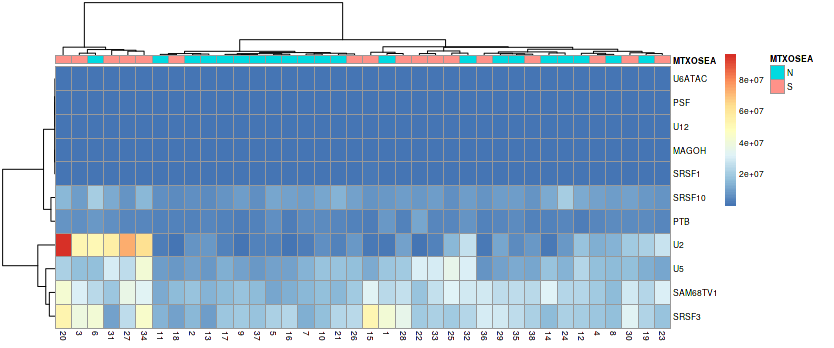 MTXOSEA
MTXOSEA
N
S
8e+07
6e+07
4e+07
2e+07
U6ATAC
PSF
U12
MAGOH
SRSF1
SRSF10
PTB
U2
U5
SAM68TV1
SRSF3
20 3 6 31 27 34 11 18 2 13 17 9 37 5 16 7 10 21 26 15 1 28 22 33 25 32 36 29 35 38 14 24 12 4 8 30 19 23